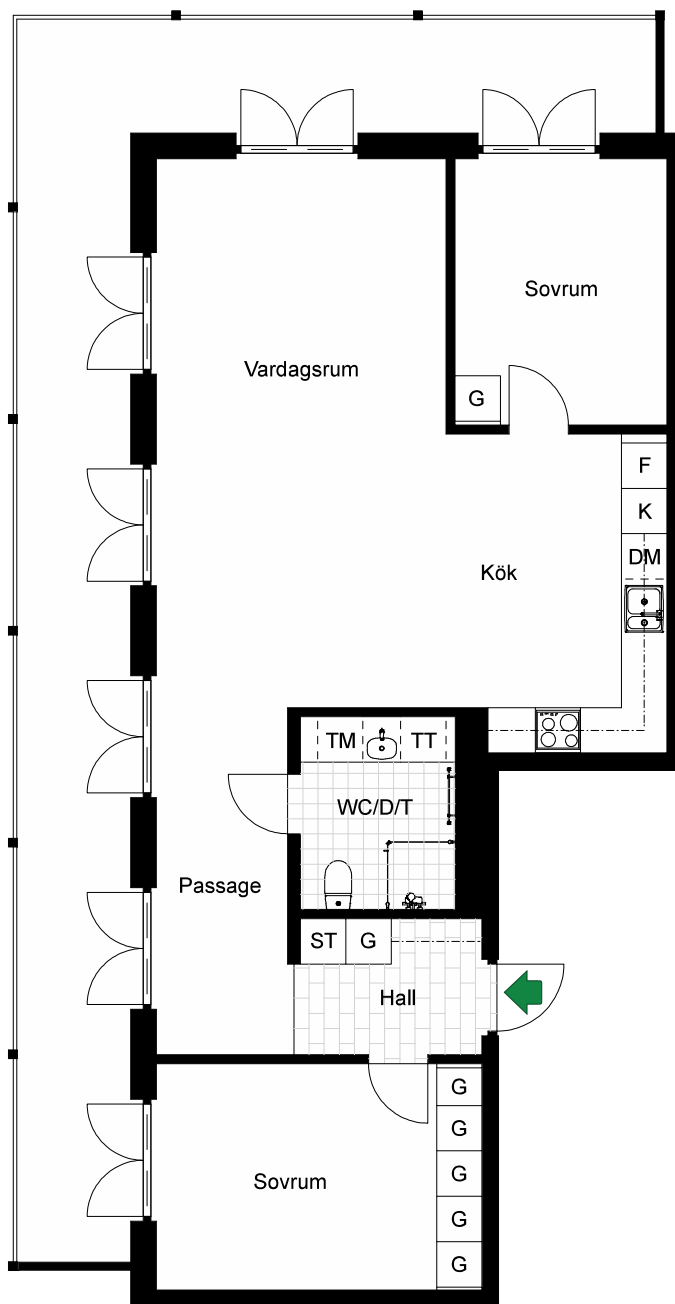 Sovrum
Vardagsrum
G
F
K
DM
Kök
TM
TT
WC/D/T
Passage
ST
G
Hall
G
G
Sovrum
G
G
G